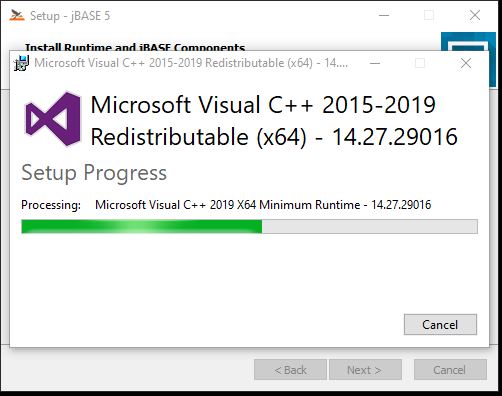 Setup - jBASE 5
Install Runtime and jBASE Components
Microsoft Visual C++ 2015-2019 Redistributable (x64) - 14....
Microsoft Visual C++ 2015-2019
Redistributable (x64) - 14.27.29016
Setup Progress
Processing: Microsoft Visual C++ 2019 X64 Minimum Runtime - 14.27.29016
Cancel
< Back Next > Cancel